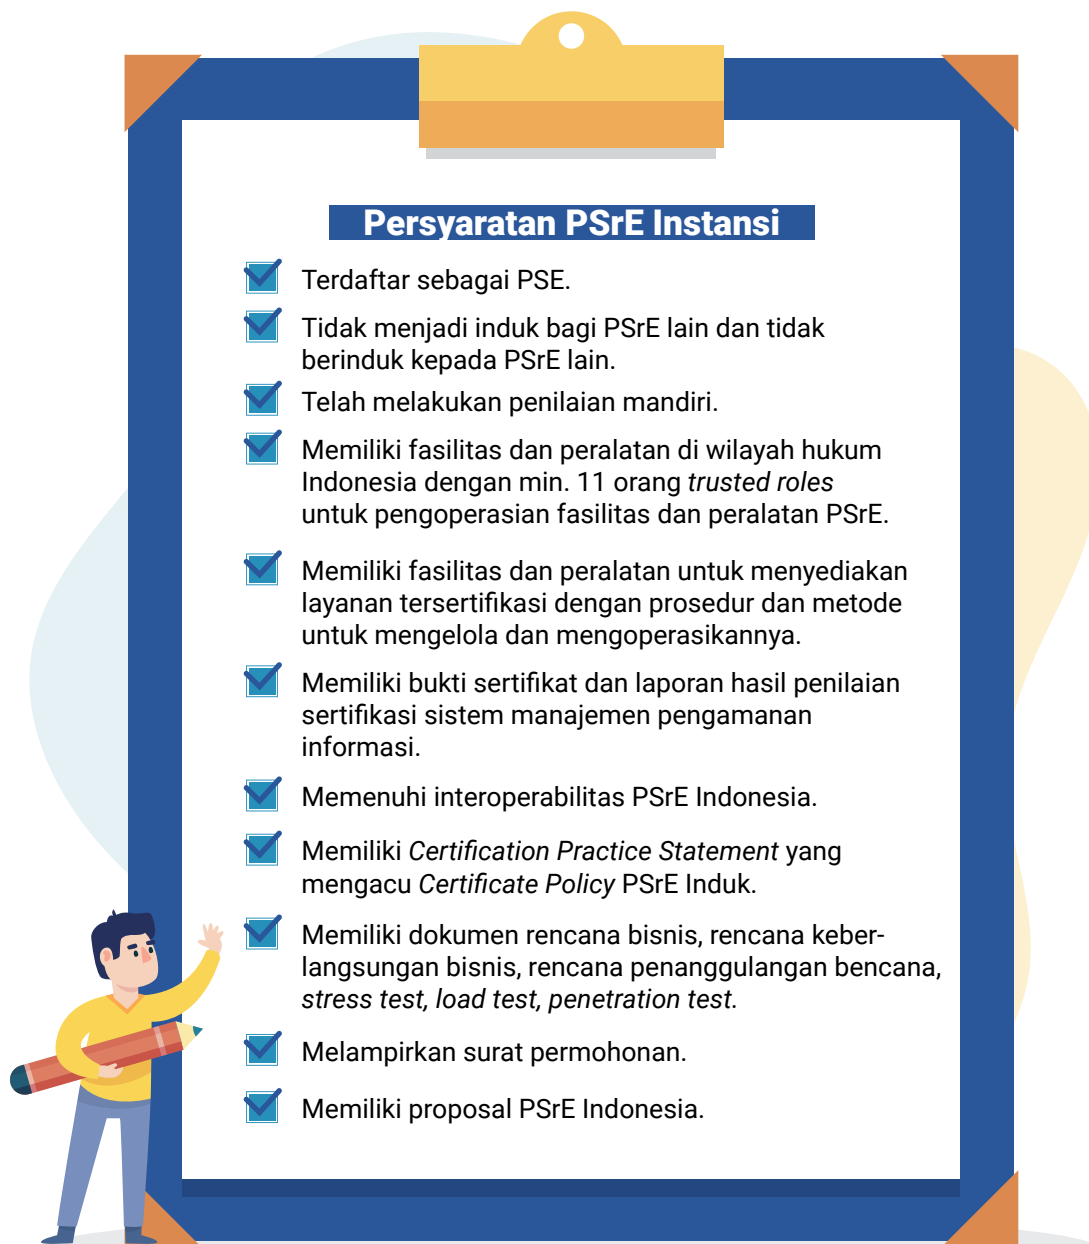 Persyaratan PSrE Instansi
Terdaftar sebagai PSE.
Tidak menjadi induk bagi PSrE lain dan tidak
berinduk kepada PSrE lain.
Telah melakukan penilaian mandiri.
Memiliki fasilitas dan peralatan di wilayah hukum
Indonesia dengan min. 11 orang trusted roles
untuk pengoperasian fasilitas dan peralatan PSrE.
Memiliki fasilitas dan peralatan untuk menyediakan
layanan tersertifikasi dengan prosedur dan metode
untuk mengelola dan mengoperasikannya.
Memiliki bukti sertifikat dan laporan hasil penilaian
sertifikasi sistem manajemen pengamanan
informasi.
Memenuhi interoperabilitas PSrE Indonesia.
Memiliki Certification Practice Statement yang
mengacu Certificate Policy PSrE Induk.
Memiliki dokumen rencana bisnis, rencana keber-
langsungan bisnis, rencana penanggulangan bencana,
stress test, load test, penetration test.
Melampirkan surat permohonan.
Memiliki proposal PSrE Indonesia.